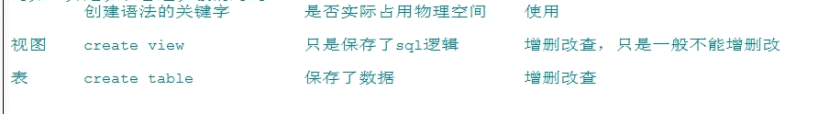 创建语法的关键字 是否实际占用物理空间 使用
视图 create view 只是保存了sql逻辑 增删改查，只是一般不能增删改
表 create table 保存了数据 增删改查